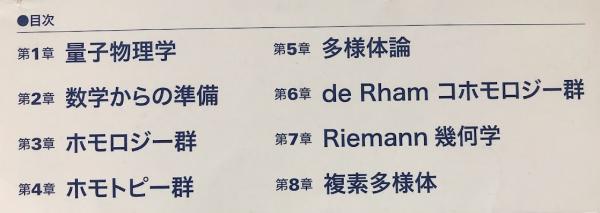 ●目次
第1章 量子物理学
第2章 数学からの準備
第3章 ホモロジー群
第4章 ホモトピー群
第5章 多様体論
第6章 de Rham コホモロジー群
第7章 Riemann 幾何学
第8章 複素多様体